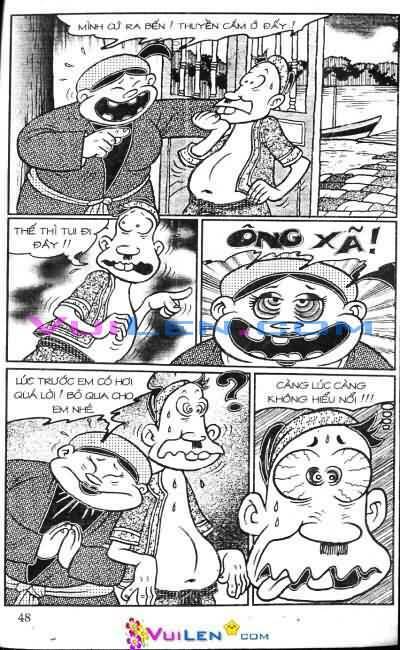 MÌNH CỨ RA BẾN ! THUYỀN CẮM Ở ĐẤY !
THẾ THÌ TUI ĐI
ĐÂY !!
ÔNG XÃ!
VUILEN.COM
LÚC TRƯỚC EM CÓ HƠI
QUÁ LỜI ! BỎ QUA CHO
EM NHÉ.
?
CÀNG LÚC CÀNG
KHÔNG HIỂU NỔI !!!
48
VUILEN COM